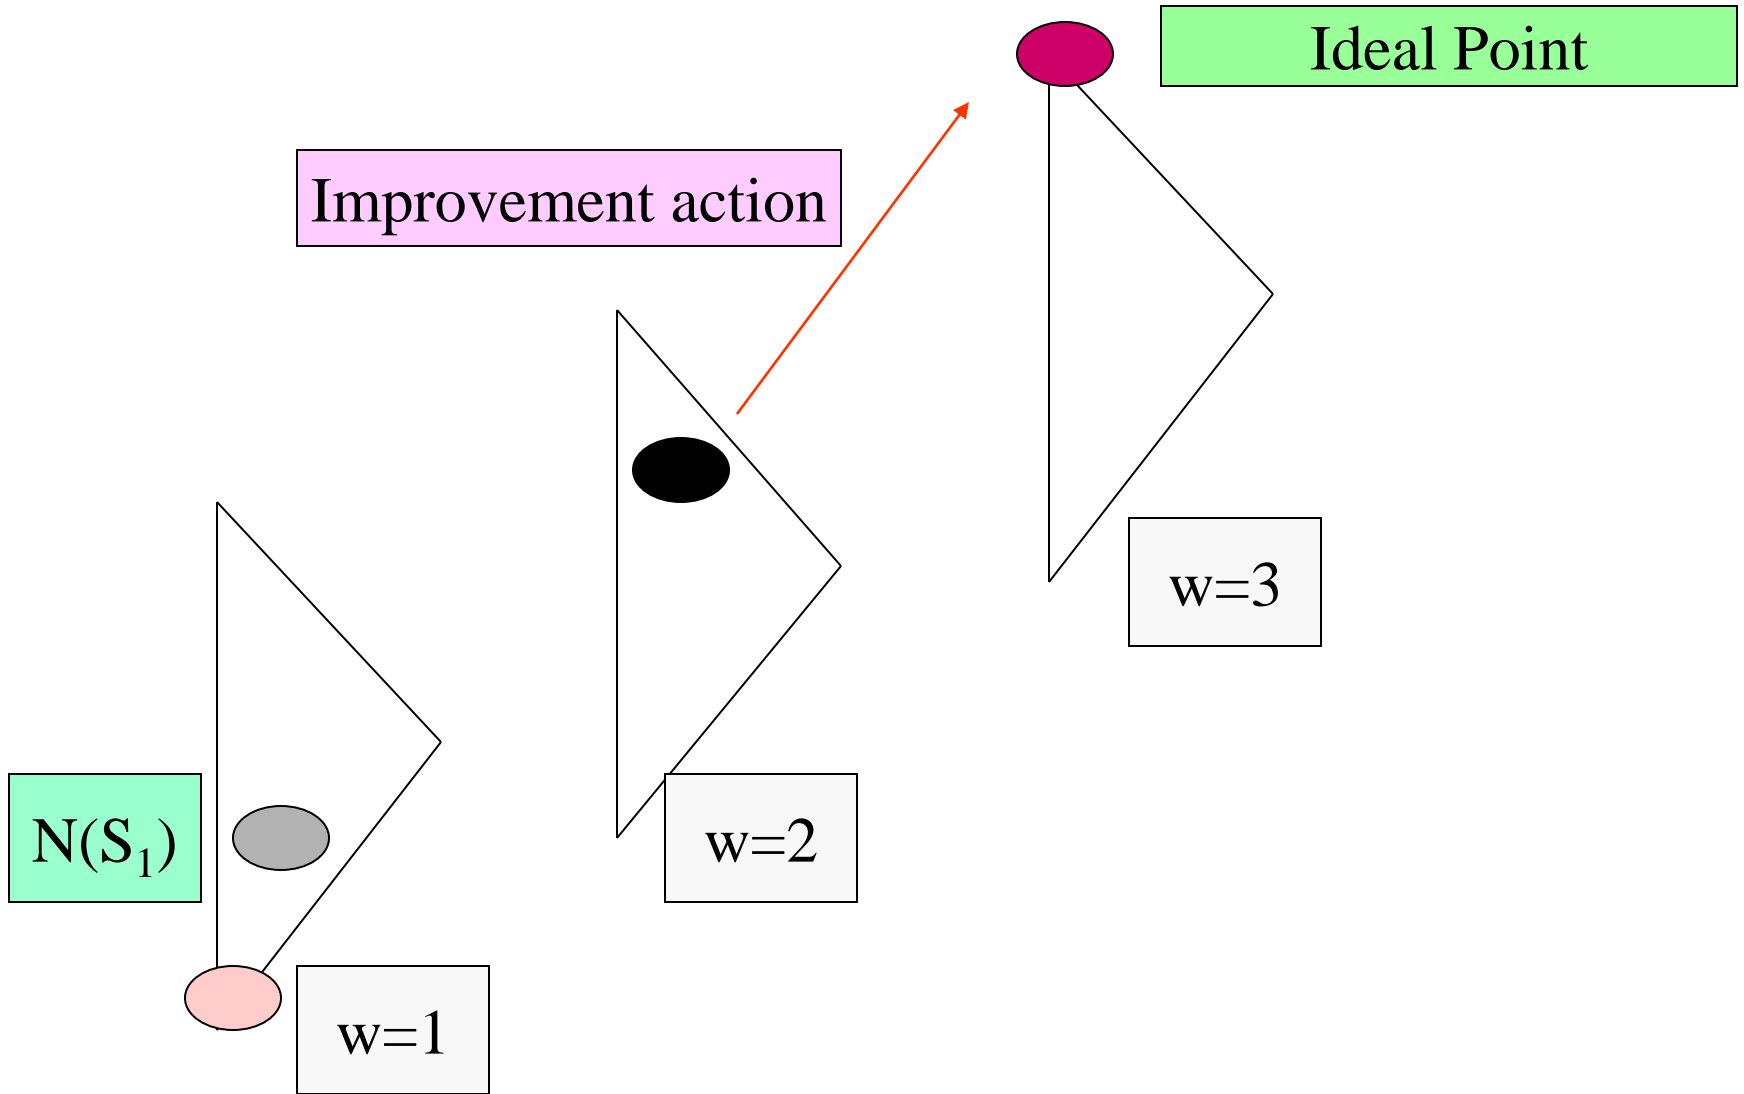 Ideal Point
Improvement action
w=3
N(S₁)
w=2
w=1